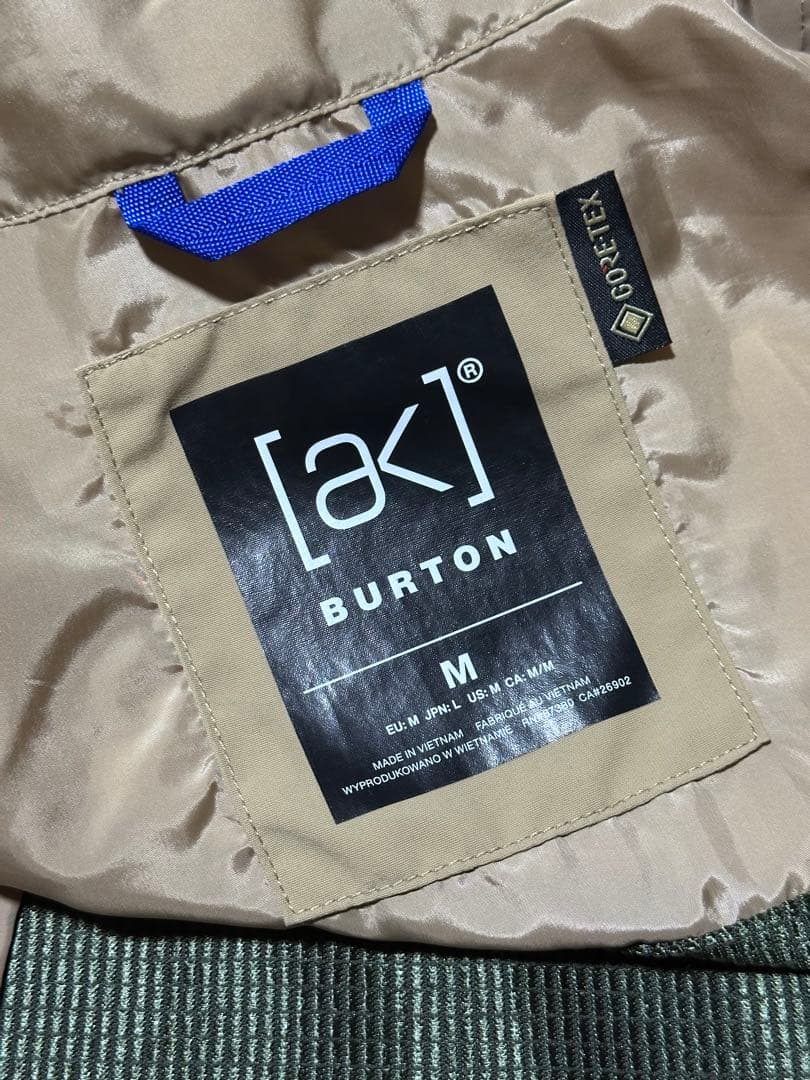 GORE-TEX
[ak]®
BURTON
M
EU: M JPN: L US: M CA: M/M
MADE IN VIETNAM FABRIQUÉ AU VIETNAM
WYPRODUKOWANO W WIETNAMIE CA#26902